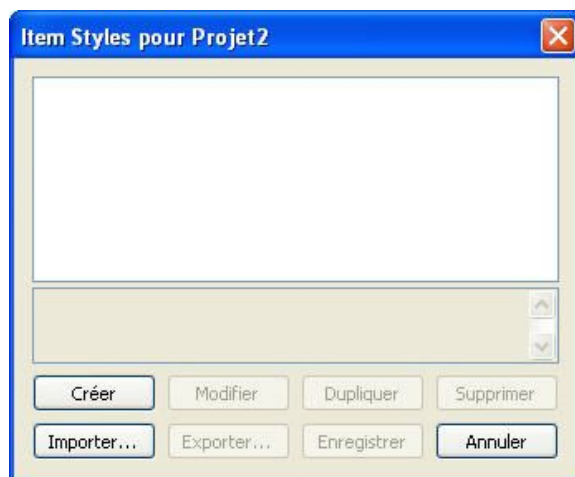 Item Styles pour Projet2
Créer Modifier Dupliquer Supprimer
Importer... Exporter... Enregistrer Annuler